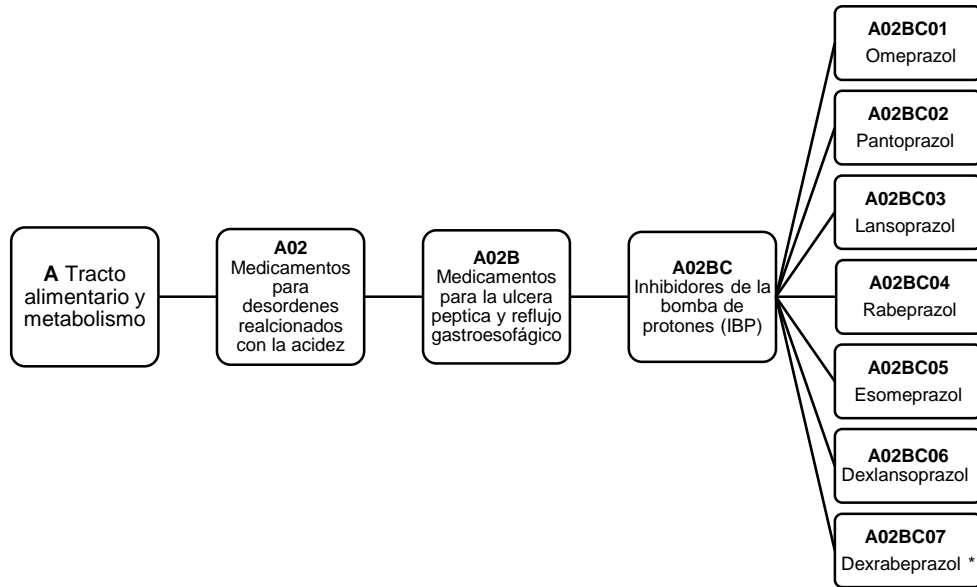 A Tracto
alimentario y
metabolismo
A02
Medicamentos
para
desordenes
realcionados
con la acidez
A02B
Medicamentos
para la ulcera
peptica y reflujo
gastroesofágico
A02BC
Inhibidores de la
bomba de
protones (IBP)
A02BC01
Omeprazol
A02BC02
Pantoprazol
A02BC03
Lansoprazol
A02BC04
Rabeprazol
A02BC05
Esomeprazol
A02BC06
Dexlansoprazol
A02BC07
Dexrabeprazol *